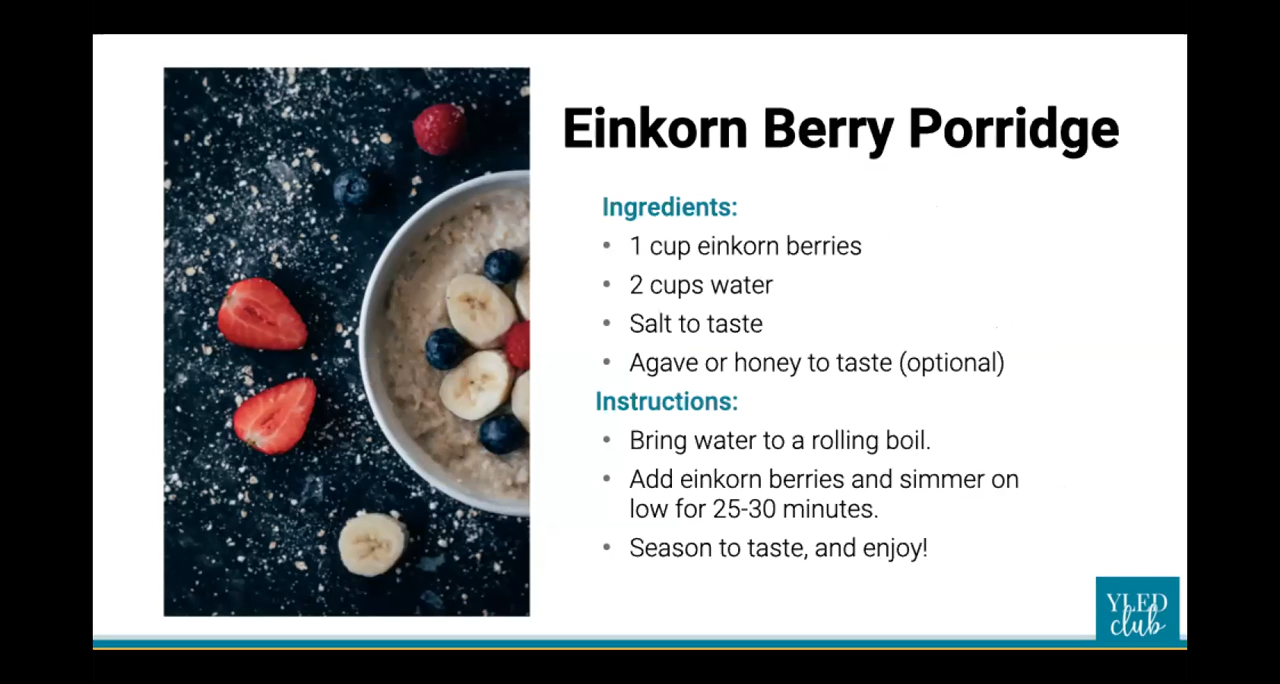 Einkorn Berry Porridge
Ingredients:
• 1 cup einkorn berries
• 2 cups water
• Salt to taste
• Agave or honey to taste (optional)
Instructions:
• Bring water to a rolling boil.
• Add einkorn berries and simmer on
low for 25-30 minutes.
• Season to taste, and enjoy!
YLED
club